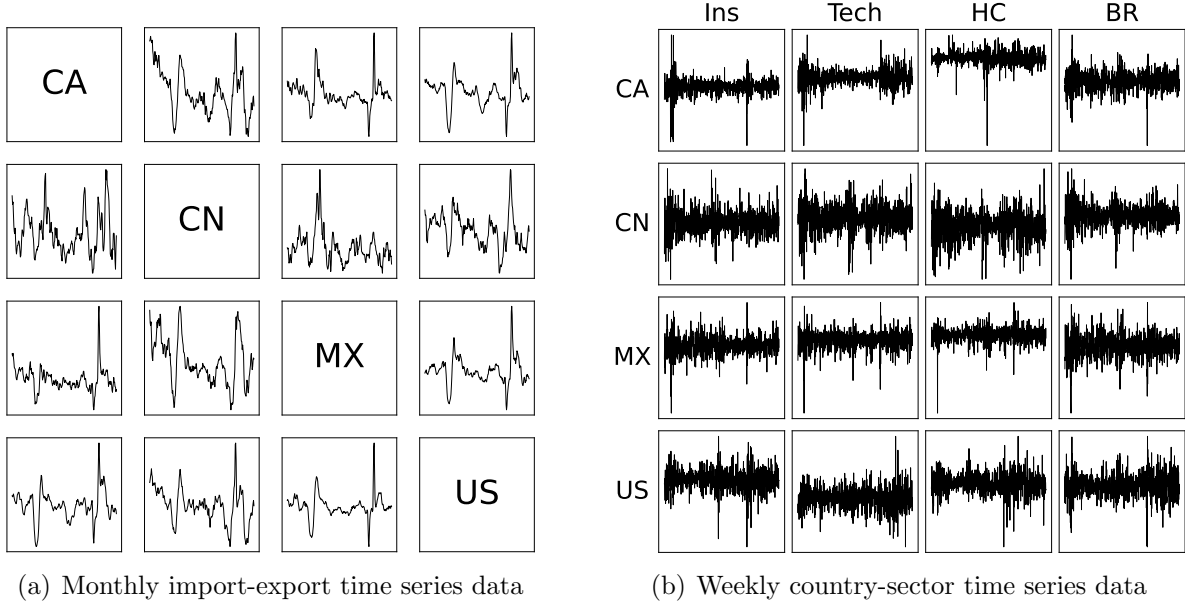 Ins Tech HC BR
CA
CN
MX
US
CA
CN
MX
US
(a) Monthly import-export time series data
(b) Weekly country-sector time series data